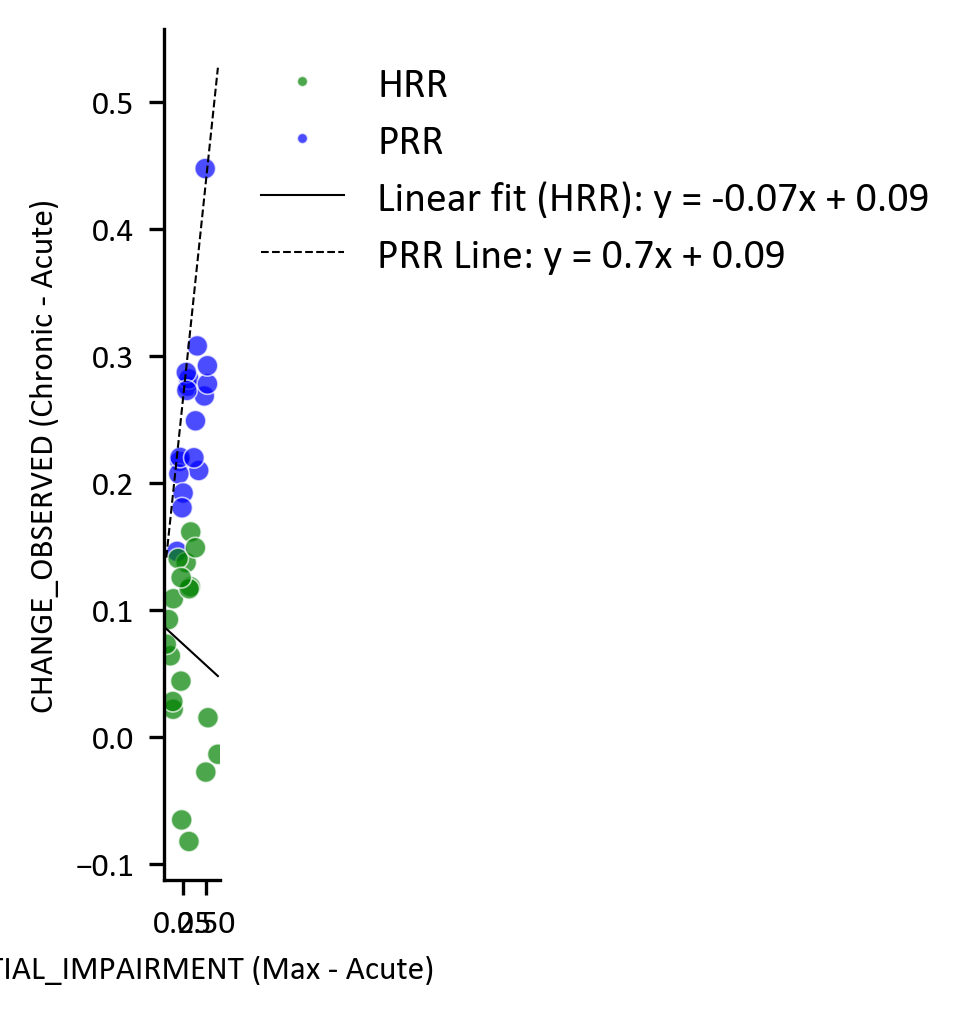 HRR
PRR
Linear fit (HRR): y = -0.07x + 0.09
PRR Line: y = 0.7x + 0.09
CHANGE_OBSERVED (Chronic - Acute)
0.5
0.4
0.3
0.2
0.1
0.0
−0.1
0.25
0.50
TIAL_IMPAIRMENT (Max - Acute)